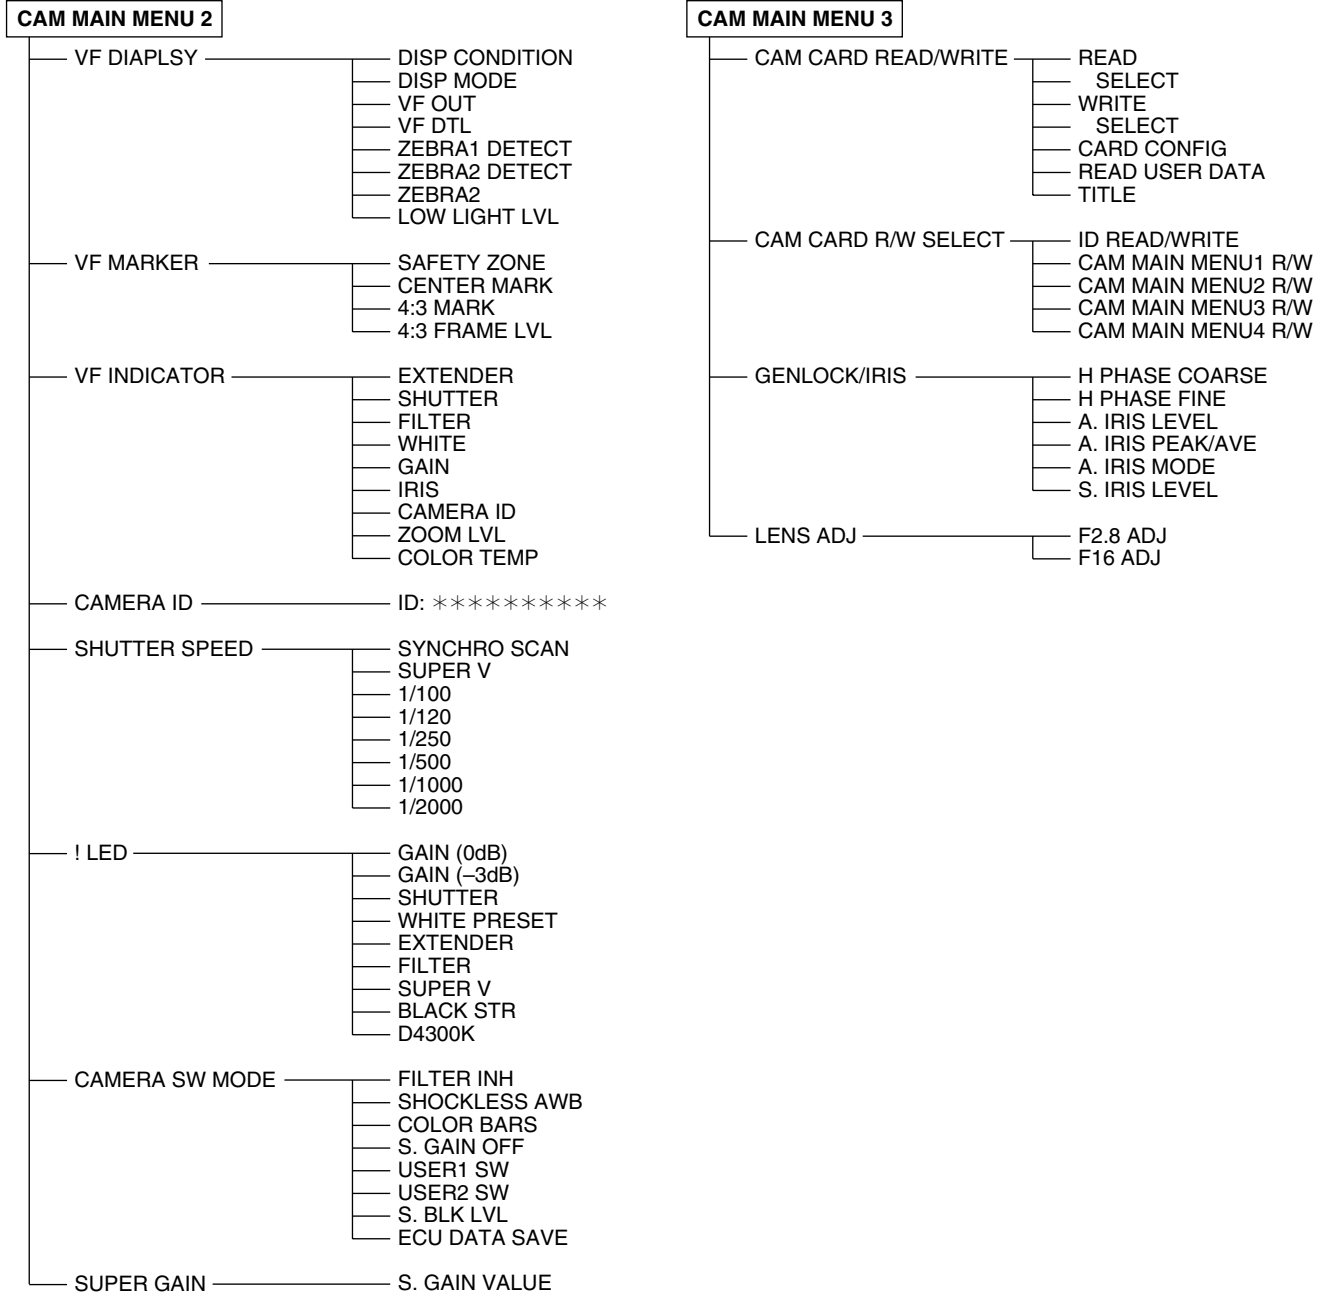 CAM MAIN MENU 2
VF DIAPLSY
DISP CONDITION
DISP MODE
VF OUT
VF DTL
ZEBRA1 DETECT
ZEBRA2 DETECT
ZEBRA2
LOW LIGHT LVL
VF MARKER
SAFETY ZONE
CENTER MARK
4:3 MARK
4:3 FRAME LVL
VF INDICATOR
EXTENDER
SHUTTER
FILTER
WHITE
GAIN
IRIS
CAMERA ID
ZOOM LVL
COLOR TEMP
CAMERA ID
ID: **********
SHUTTER SPEED
SYNCHRO SCAN
SUPER V
1/100
1/120
1/250
1/500
1/1000
1/2000
! LED
GAIN (0dB)
GAIN (–3dB)
SHUTTER
WHITE PRESET
EXTENDER
FILTER
SUPER V
BLACK STR
D4300K
CAMERA SW MODE
FILTER INH
SHOCKLESS AWB
COLOR BARS
S. GAIN OFF
USER1 SW
USER2 SW
S. BLK LVL
ECU DATA SAVE
SUPER GAIN
S. GAIN VALUE
CAM MAIN MENU 3
CAM CARD READ/WRITE
READ
SELECT
WRITE
SELECT
CARD CONFIG
READ USER DATA
TITLE
CAM CARD R/W SELECT
ID READ/WRITE
CAM MAIN MENU1 R/W
CAM MAIN MENU2 R/W
CAM MAIN MENU3 R/W
CAM MAIN MENU4 R/W
GENLOCK/IRIS
H PHASE COARSE
H PHASE FINE
A. IRIS LEVEL
A. IRIS PEAK/AVE
A. IRIS MODE
S. IRIS LEVEL
LENS ADJ
F2.8 ADJ
F16 ADJ